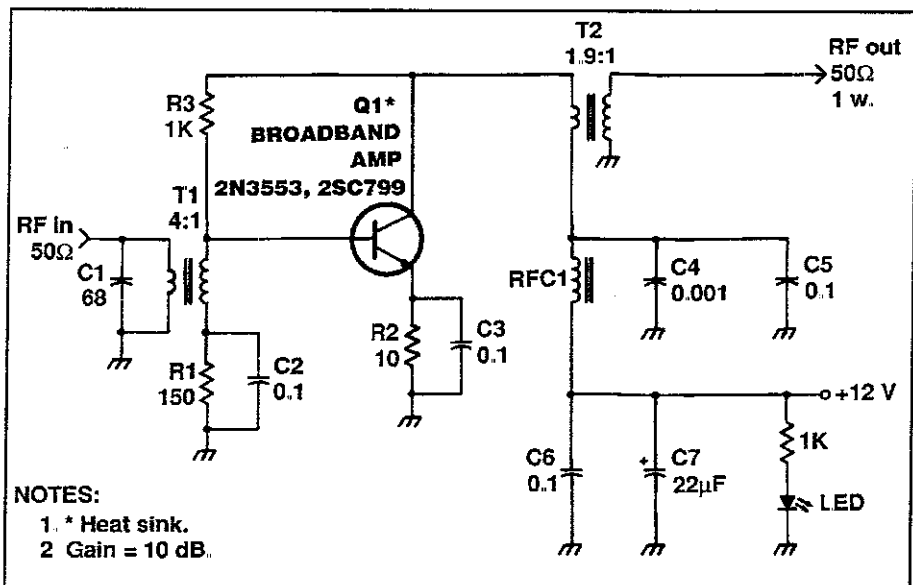 T2
1.9:1
RF out
50Ω
1 w.
R3
1K
Q1*
BROADBAND
AMP
2N3553, 2SC799
T1
4:1
RF in
50Ω
C1
68
RFC1
C4
0.001
C5
0.1
R2
10
C3
0.1
R1
150
C2
0.1
+12 V
1K
C6
0.1
+
C7
22µF
LED
NOTES:
1. * Heat sink.
2 Gain = 10 dB.